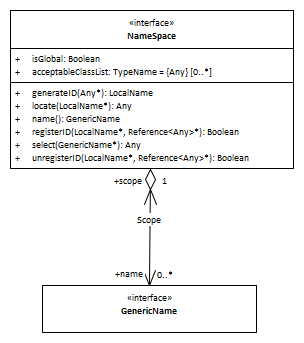 «interface»
NameSpace
+ isGlobal: Boolean
+ acceptableClassList: TypeName = {Any} [0..*]
+ generateID(Any*): LocalName
+ locate(LocalName*): Any
+ name(): GenericName
+ registerID(LocalName*, Reference<Any>*): Boolean
+ select(GenericName*): Any
+ unregisterID(LocalName*, Reference<Any>*): Boolean
+scope 1
Scope
+name 0..*
«interface»
GenericName